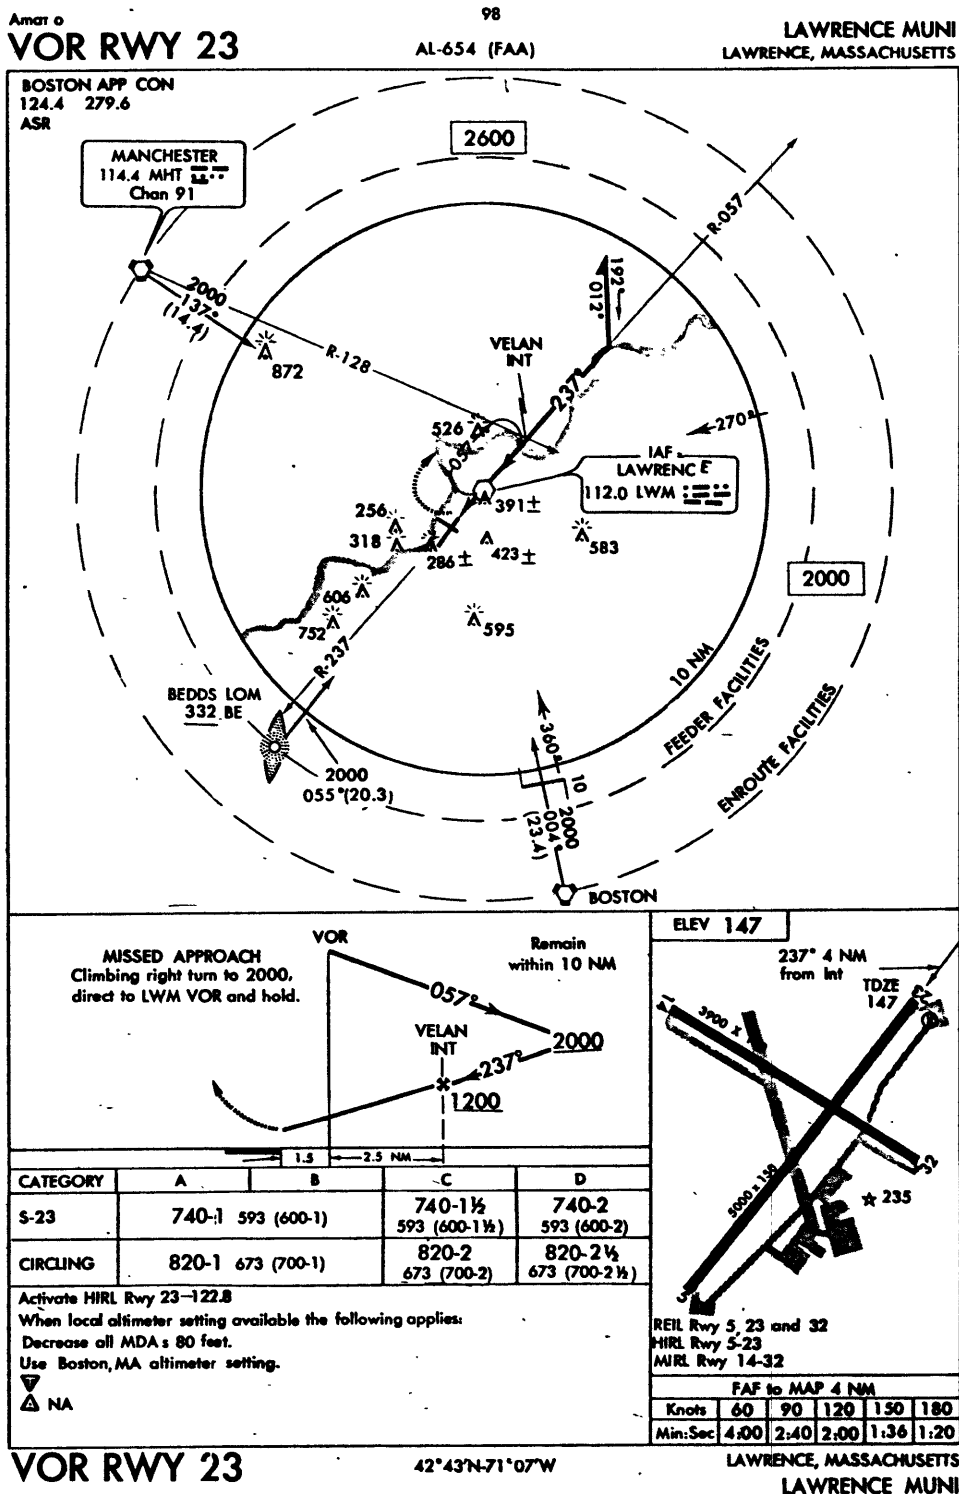 Amdt 0
98
VOR RWY 23
AL-654 (FAA)
LAWRENCE MUNI
LAWRENCE, MASSACHUSETTS
BOSTON APP CON
124.4 279.6
ASR
2600
MANCHESTER
114.4 MHT
Chan 91
R-057
2000
137°
(14.4)
192°
012°
872
R-128
VELAN
INT
237°
526
057°
270°
IAF
LAWRENCE
112.0 LWM
391±
256
318
286±
423±
583
2000
606
752
595
R-237
10 NM
BEDDS LOM
332 BE
FEEDER FACILITIES
ENROUTE FACILITIES
2000
055°(20.3)
360°
10
2000
004°
(23.4)
BOSTON
MISSED APPROACH
Climbing right turn to 2000,
direct to LWM VOR and hold.
VOR
Remain
within 10 NM
057°
VELAN
INT
2000
237°
1200
1.5
2.5 NM
ELEV 147
237° 4 NM
from Int
TDZE
147
23
14
3900 X
32
5000 x 150
235
5
CATEGORY A B C D
S-23 740-1 593 (600-1) 740-1½ 593 (600-1½) 740-2 593 (600-2)
CIRCLING 820-1 673 (700-1) 820-2 673 (700-2) 820-2½ 673 (700-2½)
Activate HIRL Rwy 23—122.8
When local altimeter setting available the following applies:
Decrease all MDAs 80 feet.
Use Boston, MA altimeter setting.
T
A NA
REIL Rwy 5, 23 and 32
HIRL Rwy 5-23
MIRL Rwy 14-32
FAF to MAP 4 NM
Knots 60 90 120 150 180
Min:Sec 4:00 2:40 2:00 1:36 1:20
VOR RWY 23
42°43'N-71°07'W
LAWRENCE, MASSACHUSETTS
LAWRENCE MUNI